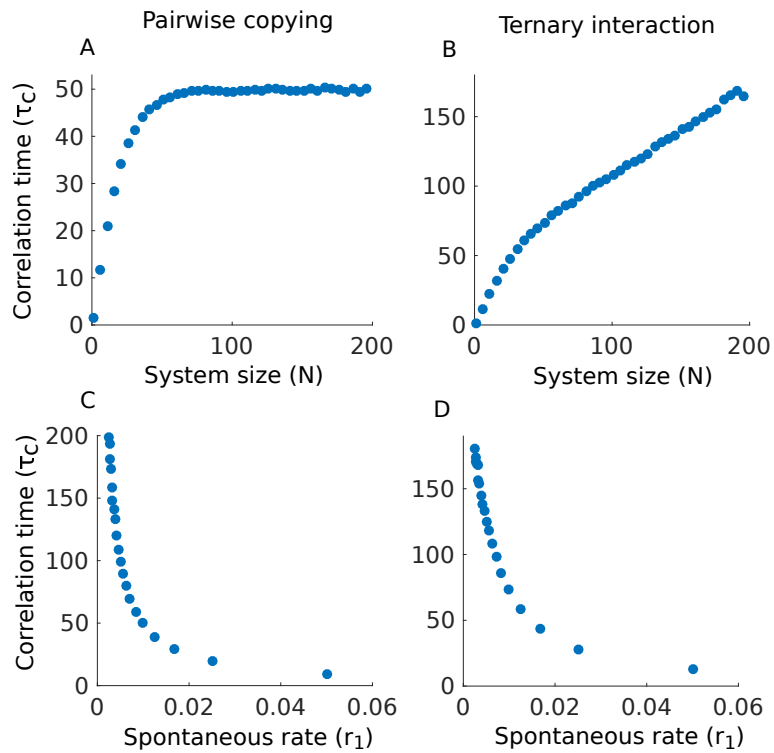 Pairwise copying
Ternary interaction
A
B
Correlation time (τC)
50
40
30
20
10
0
0
100
200
System size (N)
150
100
50
0
0
100
200
System size (N)
C
D
Correlation time (τC)
200
150
100
50
0
0
0.02
0.04
0.06
Spontaneous rate (r1)
150
100
50
0
0
0.02
0.04
0.06
Spontaneous rate (r1)